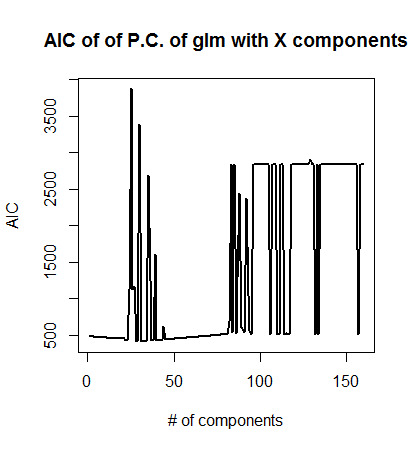 AIC of of P.C. of glm with X components
3500
2500
1500
500
AIC
0 50 100 150
# of components